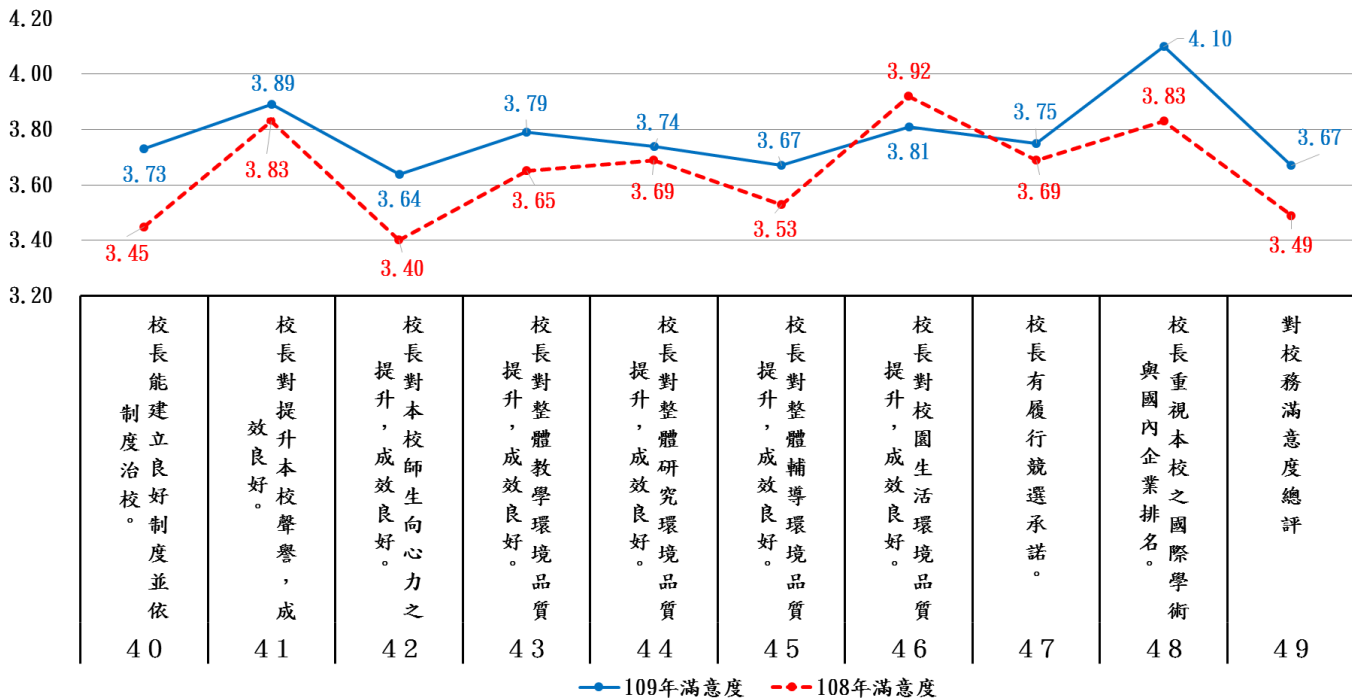 4.20
4.00
3.80
3.60
3.40
3.20
3.73
3.89
3.64
3.79
3.74
3.67
3.81
3.75
4.10
3.67
3.45
3.83
3.40
3.65
3.69
3.53
3.92
3.69
3.83
3.49
校長能建立良好制度並依
制度治校。
40
校長對提升本校聲譽，成
效良好。
41
校長對本校師生向心力之
提升，成效良好。
42
校長對整體教學環境品質
提升，成效良好。
43
校長對整體研究環境品質
提升，成效良好。
44
校長對整體輔導環境品質
提升，成效良好。
45
校長對校園生活環境品質
提升，成效良好。
46
校長有履行競選承諾。
47
校長重視本校之國際學術
與國內企業排名。
48
對校務滿意度總評
49
109年滿意度
108年滿意度